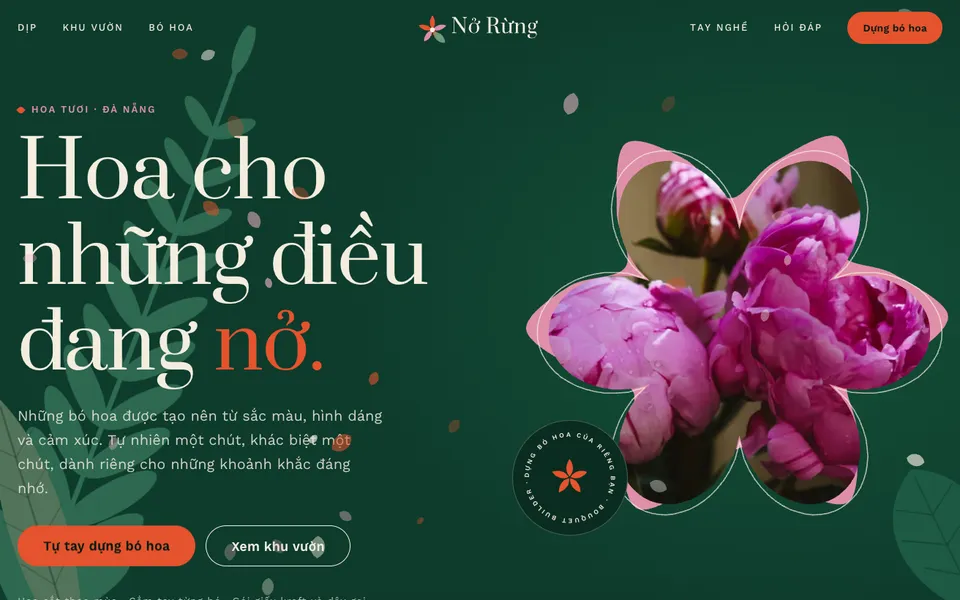 DỊP
KHU VƯỜN
BÓ HOA
Nở Rừng
TAY NGHỀ
HỎI ĐÁP
Dựng bó hoa
HOA TƯƠI · ĐÀ NẴNG
Hoa cho
những điều
đang nở.
Những bó hoa được tạo nên từ sắc màu, hình dáng
và cảm xúc. Tự nhiên một chút, khác biệt một
chút, dành riêng cho những khoảnh khắc đáng
nhớ.
DỰNG BÓ HOA CỦA RIÊNG BẠN · BOUQUET BUILDER ·
Tự tay dựng bó hoa
Xem khu vườn